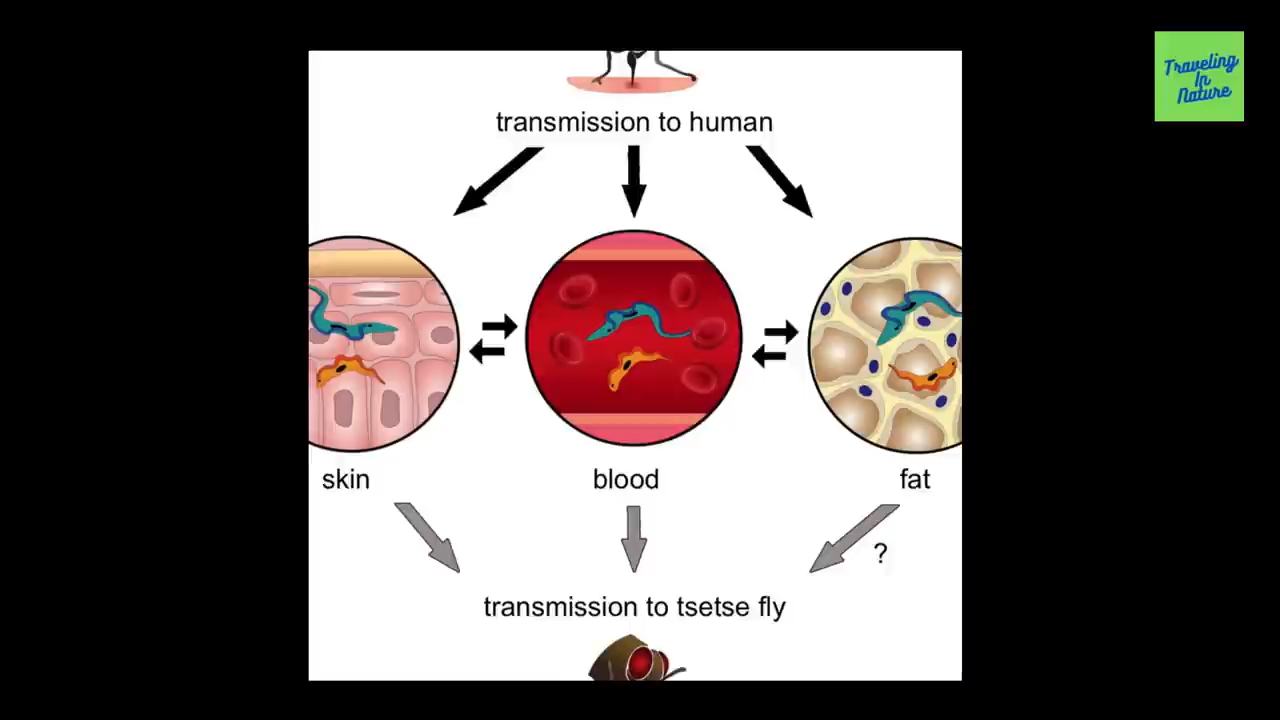 Traveling
In
Nature
transmission to human
skin
blood
fat
?
transmission to tsetse fly